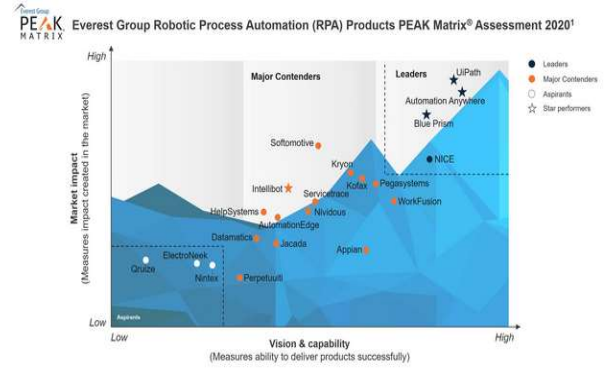 Everest Group
PEAK
MATRIX
Everest Group Robotic Process Automation (RPA) Products PEAK Matrix® Assessment 2020¹
High
Major Contenders
Leaders
UiPath
Automation Anywhere
Blue Prism
Leaders
Major Contenders
Aspirants
Star performers
Softomotive
NICE
Kryon
Kofax
Pegasystems
Intellibot
Servicetrace
WorkFusion
HelpSystems
Nividous
AutomationEdge
Datamatics
Jacada
Appian
ElectroNeek
Qruize
Nintex
Perpetuuiti
Market impact
(Measures impact created in the market)
Aspirants
Low
Low
High
Vision & capability
(Measures ability to deliver products successfully)